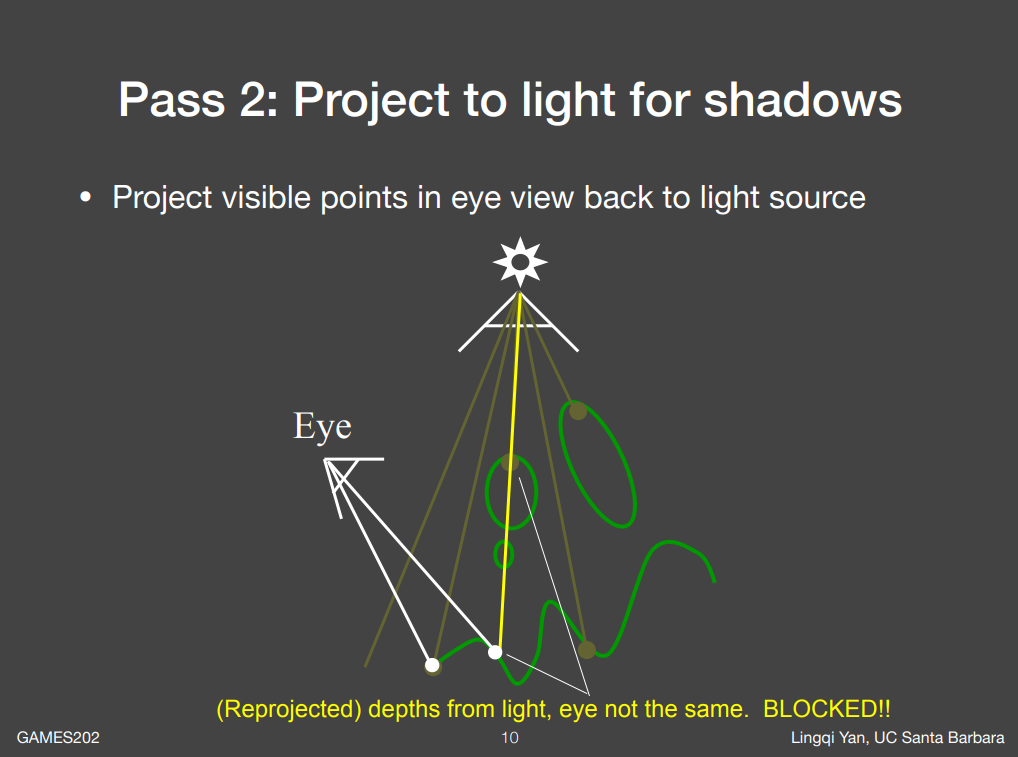 Pass 2: Project to light for shadows
• Project visible points in eye view back to light source
Eye
(Reprojected) depths from light, eye not the same.  BLOCKED!!
GAMES202
10
Lingqi Yan, UC Santa Barbara